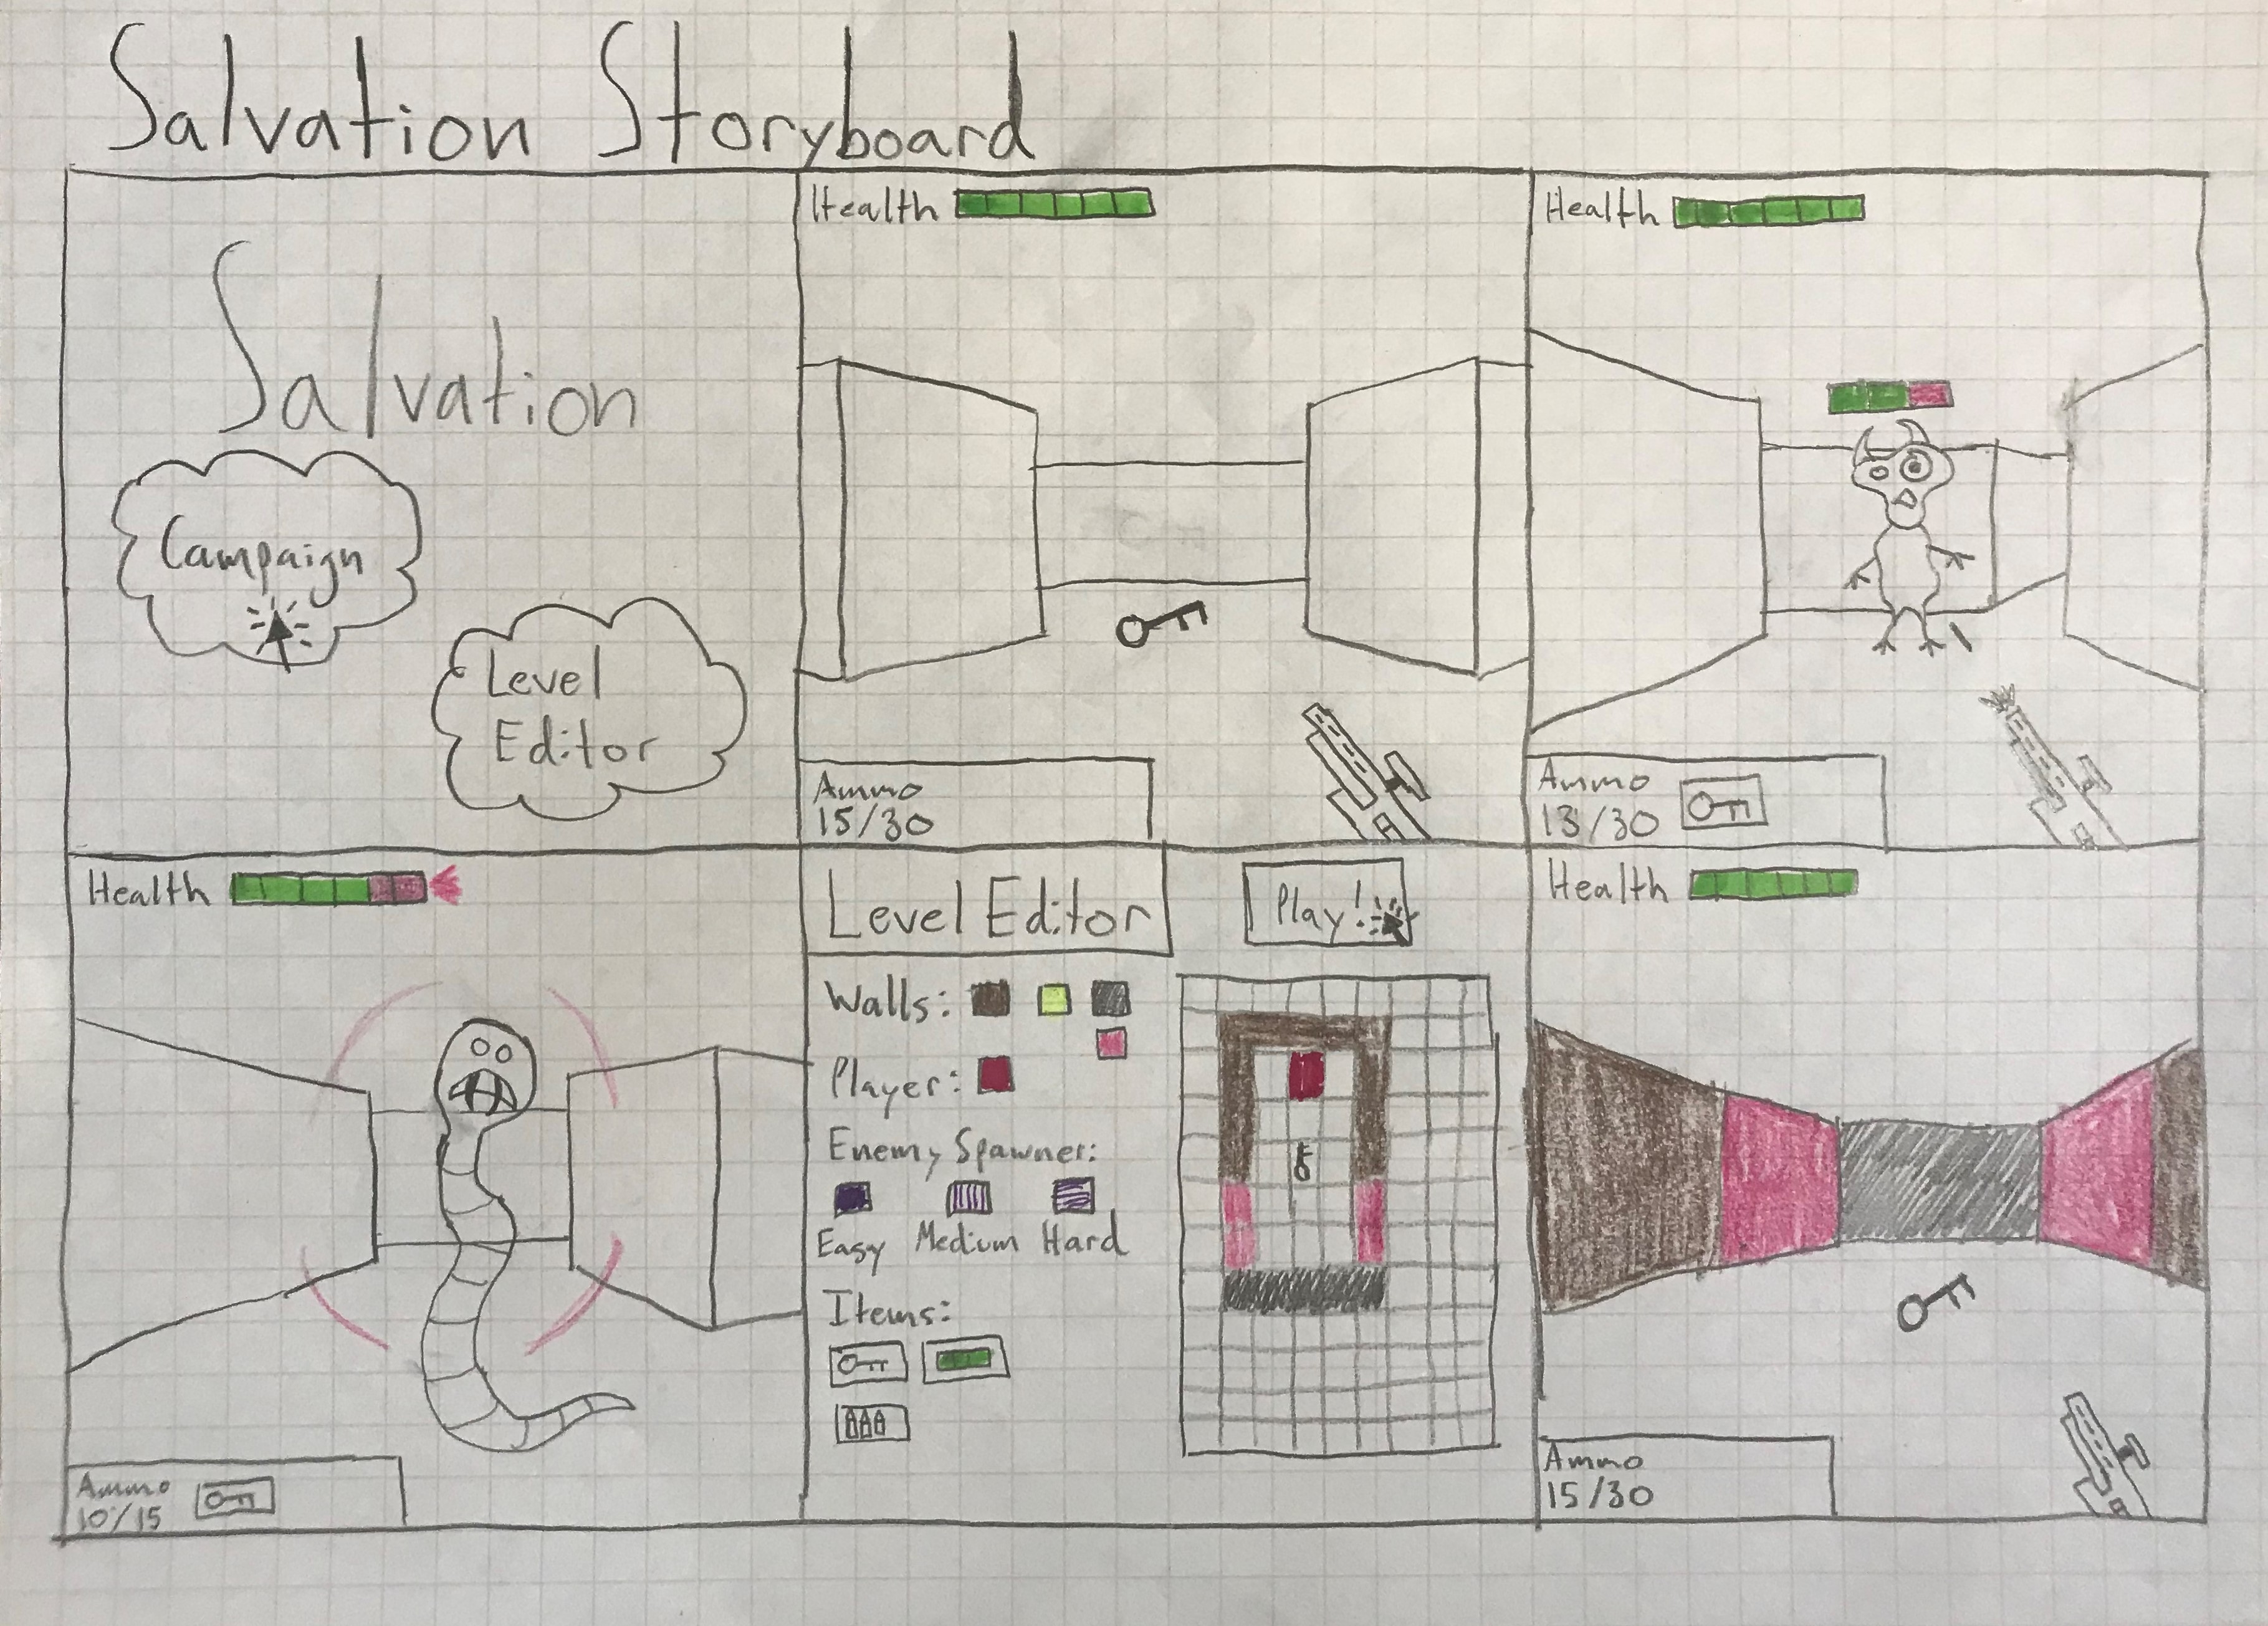 Salvation Storyboard
Salvation
Campaign
Level
Editor
Health
Ammo
15/30
Health
Ammo
13/30
Health
Ammo
10/15
Level Editor
Play!
Walls:
Player:
Enemy Spawner:
Easy Medium Hard
Items:
Health
Ammo
15/30